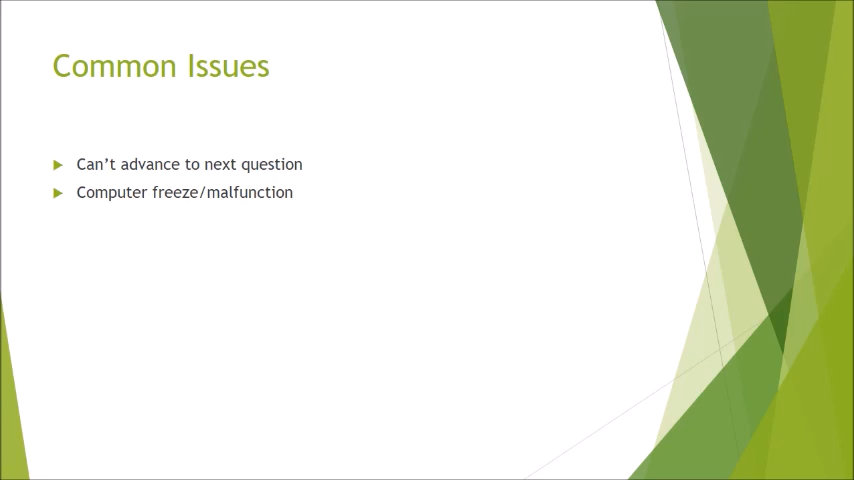 Common Issues
Can’t advance to next question
Computer freeze/malfunction